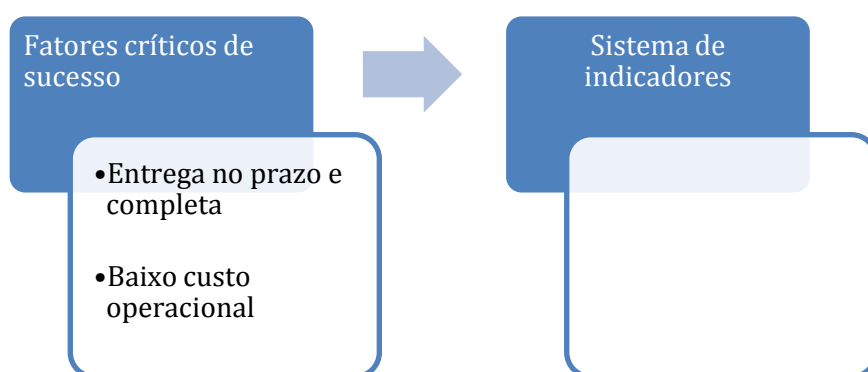 Fatores críticos de
sucesso
•Entrega no prazo e
completa
•Baixo custo
operacional
Sistema de
indicadores